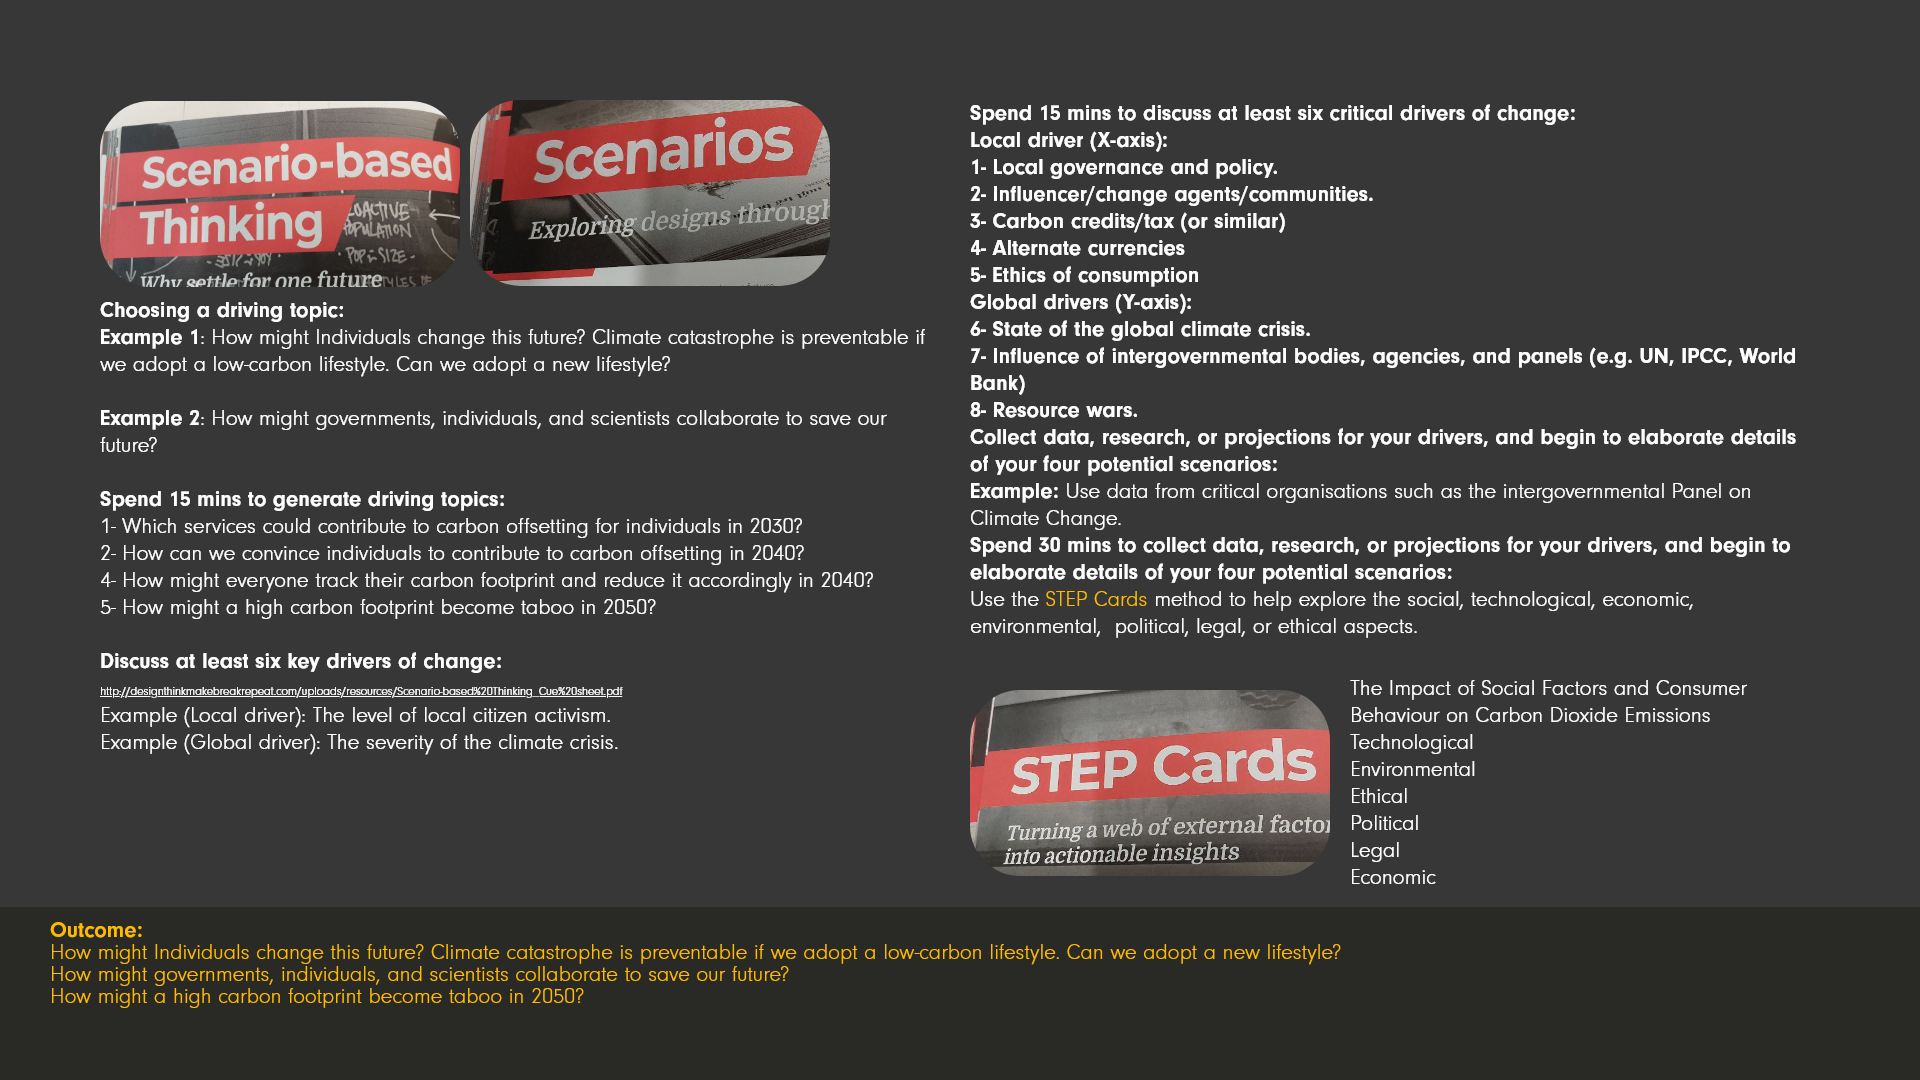 Scenario-based
Thinking
Why settle for one future
OACTIVE-
POPULATION
POP-SIZE-
Scenarios
Exploring designs through
Choosing a driving topic:
Example 1: How might Individuals change this future? Climate catastrophe is preventable if
we adopt a low-carbon lifestyle. Can we adopt a new lifestyle?
Example 2: How might governments, individuals, and scientists collaborate to save our
future?
Spend 15 mins to generate driving topics:
1- Which services could contribute to carbon offsetting for individuals in 2030?
2- How can we convince individuals to contribute to carbon offsetting in 2040?
4- How might everyone track their carbon footprint and reduce it accordingly in 2040?
5- How might a high carbon footprint become taboo in 2050?
Discuss at least six key drivers of change:
http://designthinkmakebreakrepeat.com/uploads/resources/Scenario-based%20Thinking_Cue%20sheet.pdf
Example (Local driver): The level of local citizen activism.
Example (Global driver): The severity of the climate crisis.
Spend 15 mins to discuss at least six critical drivers of change:
Local driver (X-axis):
1- Local governance and policy.
2- Influencer/change agents/communities.
3- Carbon credits/tax (or similar)
4- Alternate currencies
5- Ethics of consumption
Global drivers (Y-axis):
6- State of the global climate crisis.
7- Influence of intergovernmental bodies, agencies, and panels (e.g. UN, IPCC, World
Bank)
8- Resource wars.
Collect data, research, or projections for your drivers, and begin to elaborate details
of your four potential scenarios:
Example: Use data from critical organisations such as the intergovernmental Panel on
Climate Change.
Spend 30 mins to collect data, research, or projections for your drivers, and begin to
elaborate details of your four potential scenarios:
Use the STEP Cards method to help explore the social, technological, economic,
environmental,  political, legal, or ethical aspects.
STEP Cards
Turning a web of external factor
into actionable insights
The Impact of Social Factors and Consumer
Behaviour on Carbon Dioxide Emissions
Technological
Environmental
Ethical
Political
Legal
Economic
Outcome:
How might Individuals change this future? Climate catastrophe is preventable if we adopt a low-carbon lifestyle. Can we adopt a new lifestyle?
How might governments, individuals, and scientists collaborate to save our future?
How might a high carbon footprint become taboo in 2050?